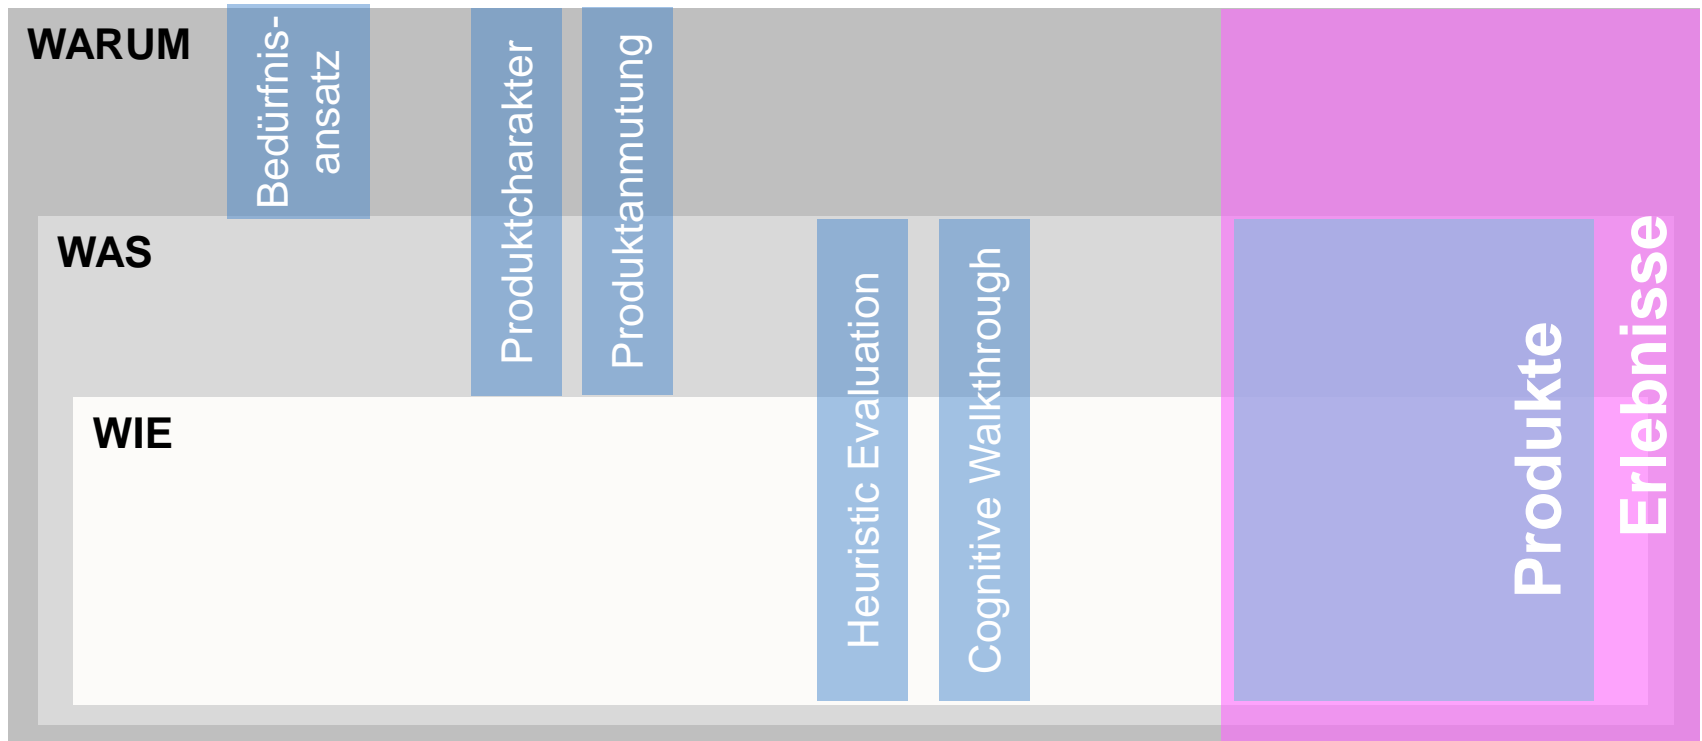 WARUM
Bedürfnis-
ansatz
Produktcharakter
Produktanmutung
WAS
Heuristic Evaluation
Cognitive Walkthrough
Produkte
Erlebnisse
WIE